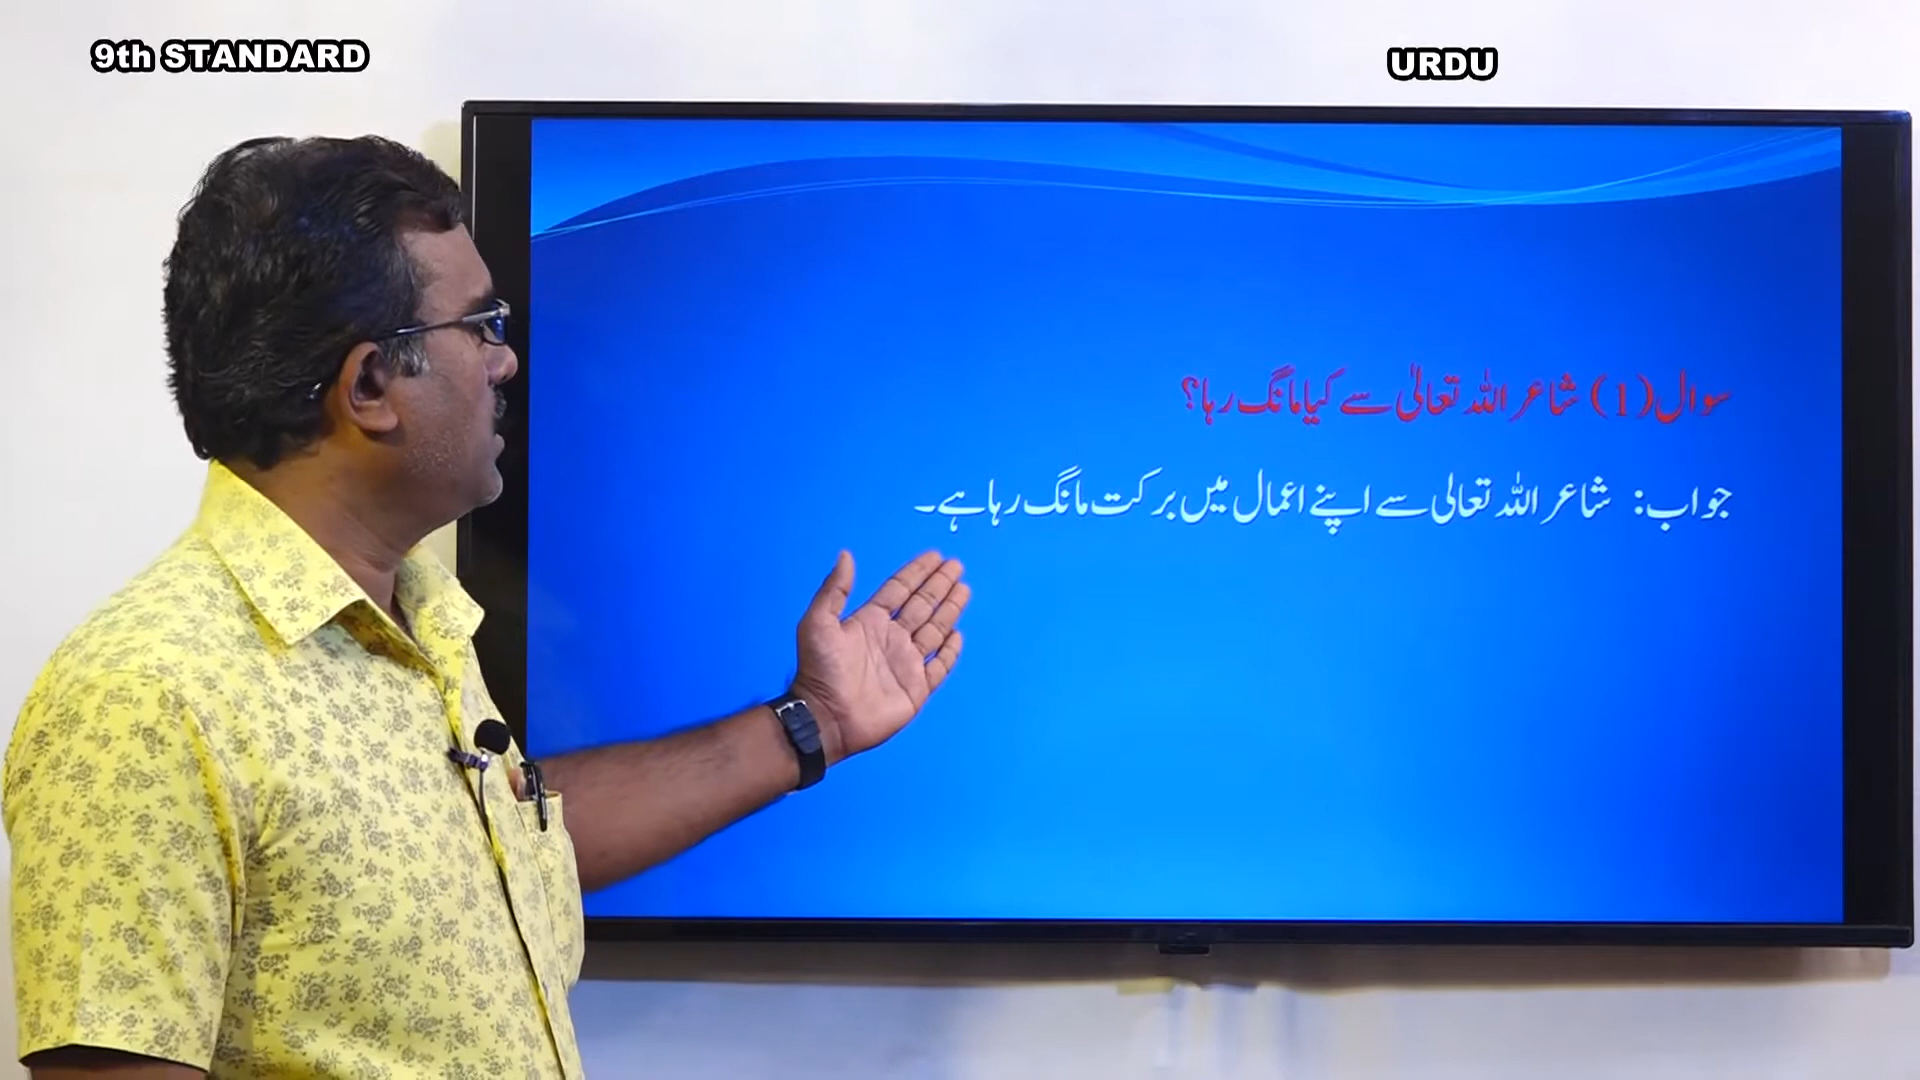 9th STANDARD
URDU
سوال(1) شاعر اللہ تعالیٰ سے کیا مانگ رہا؟
جواب: شاعر اللہ تعالی سے اپنے اعمال میں برکت مانگ رہا ہے۔